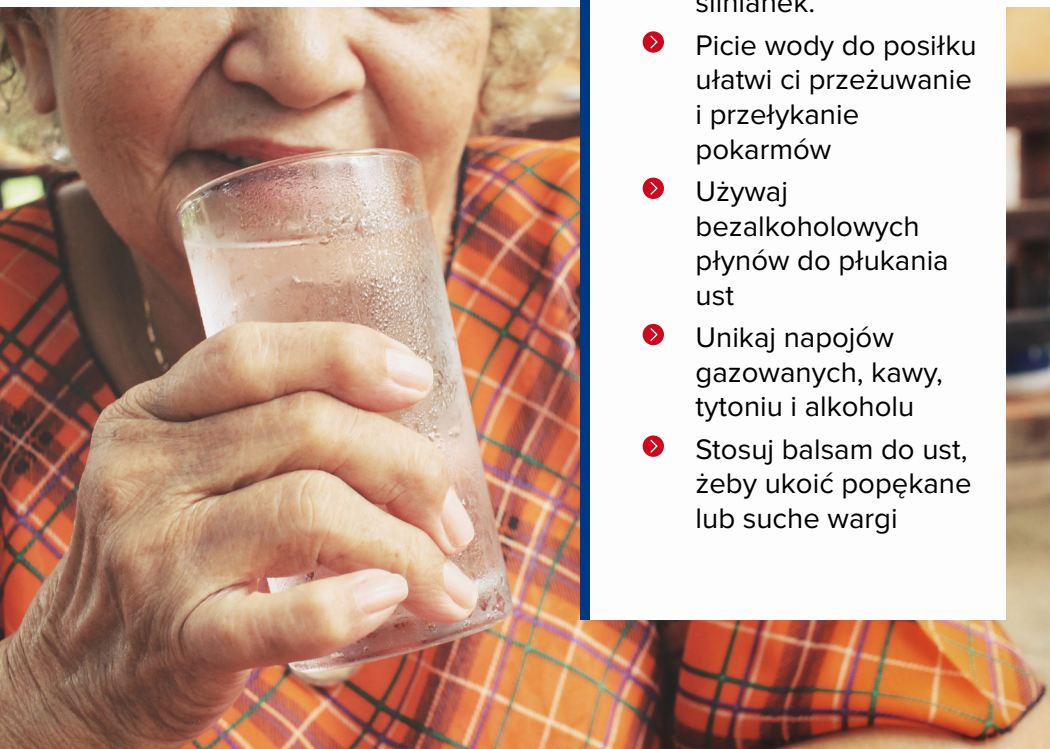 ślinianek.
Picie wody do posiłku
ułatwi ci przeżuwanie
i przełykanie
pokarmów
Używaj
bezalkoholowych
płynów do płukania
ust
Unikaj napojów
gazowanych, kawy,
tytoniu i alkoholu
Stosuj balsam do ust,
żeby ukoić popękane
lub suche wargi